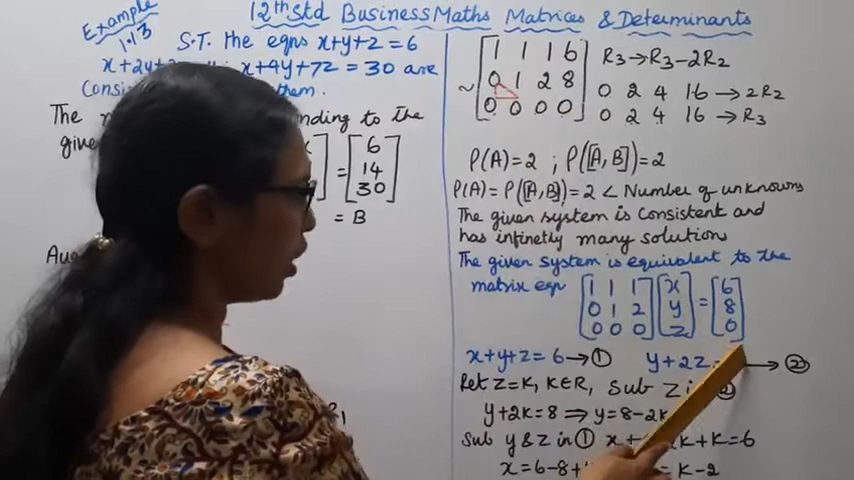 12th Std Business Maths Matrices & Determinants
Example 1.13
S.T. the eqns x+y+z=6
x+2y+ x+4y+7z=30 are
Consi them.
The nding to the
give
x
= [6 14 30]
= B
Au
1 1 1 6 R3→R3-2R2
~ 0 1 2 8 0 2 4 16 → 2R2
0 0 0 0 0 2 4 16 → R3
ρ(A)=2 ; ρ([A,B])=2
ρ(A)=ρ([A,B])=2 < Number of unknowns
The given system is Consistent and
has infinetly many solution
The given system is equivalent to the
matrix eqn [1 1 1 0 1 2 0 0 0] [x y z] = [6 8 0]
x+y+z=6→① y+2z → ②
Ret z=k, k∈R, Sub z i ②
y+2k=8 ⇒ y=8-2k
Sub y & z in ① x+ k+k=6
x=6-8+ = k-2